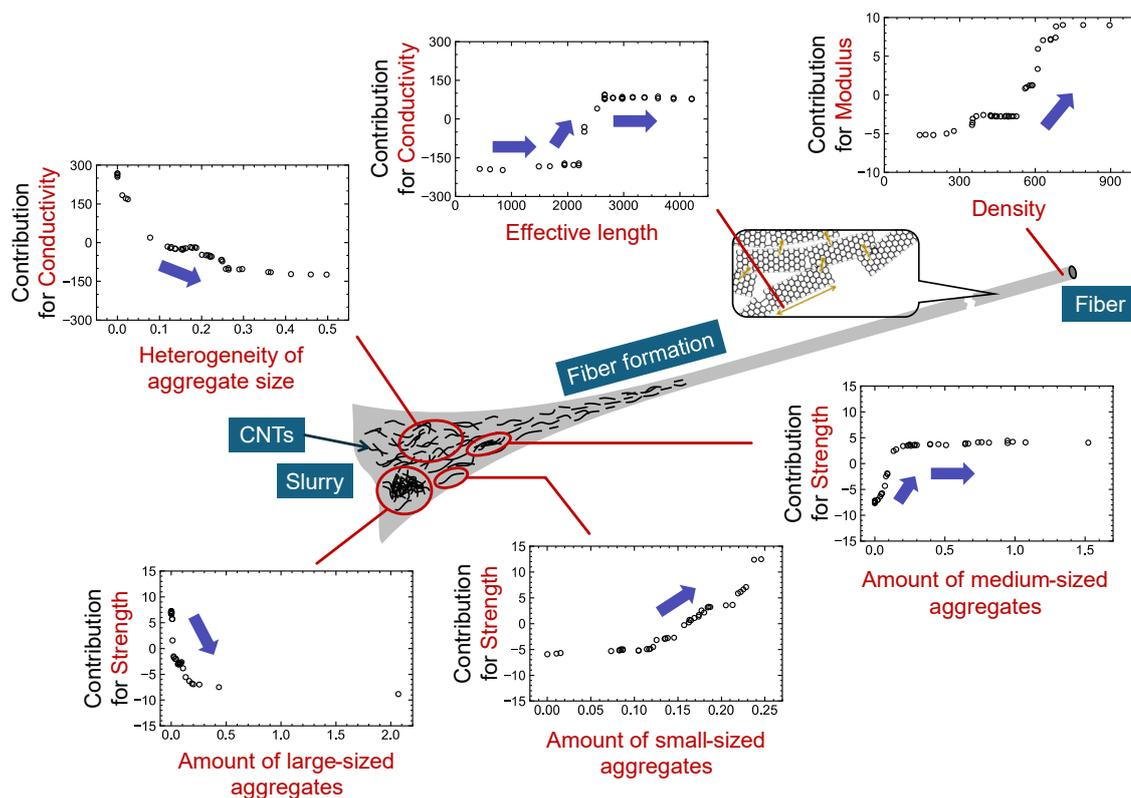 Contribution
for Conductivity
300
150
0
−150
−300
0
1000
2000
3000
4000
Effective length
Contribution
for Modulus
10
5
0
−5
−10
0
300
600
900
Density
Contribution
for Conductivity
300
150
0
−150
−300
0.0
0.1
0.2
0.3
0.4
0.5
Heterogeneity of
aggregate size
Fiber
Fiber formation
CNTs
Slurry
Contribution
for Strength
15
10
5
0
−5
−10
−15
0.0
0.5
1.0
1.5
Amount of medium-sized
aggregates
Contribution
for Strength
15
10
5
0
−5
−10
−15
0.0
0.5
1.0
1.5
2.0
Amount of large-sized
aggregates
Contribution
for Strength
15
10
5
0
−5
−10
−15
0.00
0.05
0.10
0.15
0.20
0.25
Amount of small-sized
aggregates